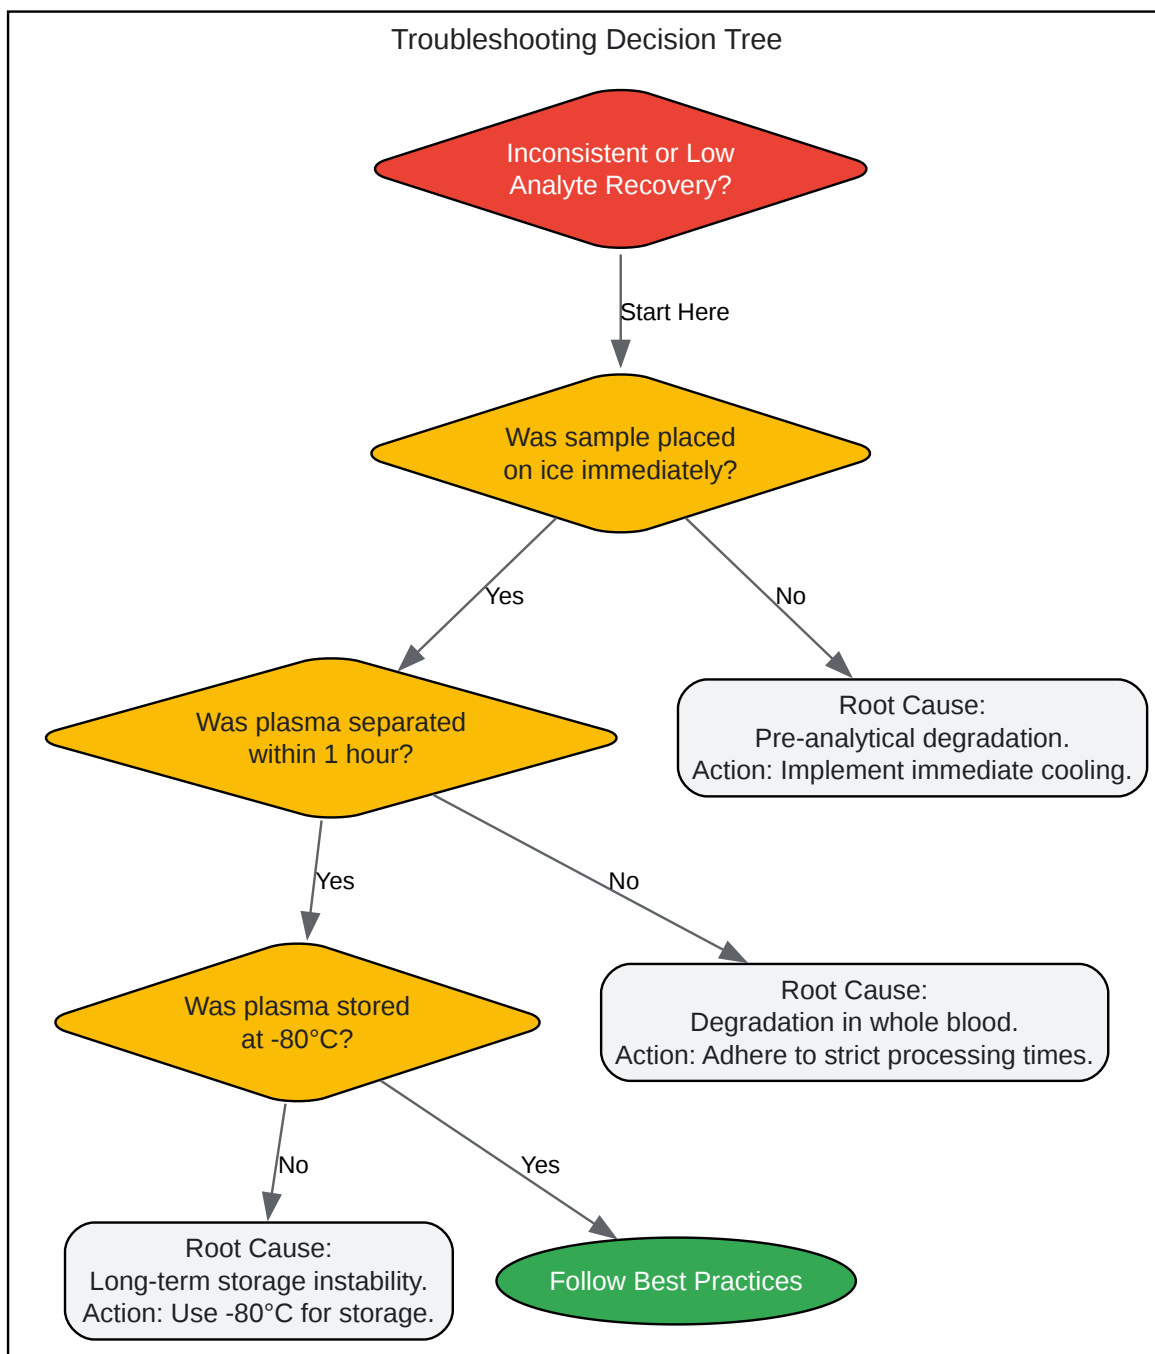 Troubleshooting Decision Tree
Inconsistent or Low
Analyte Recovery?
Start Here
Was sample placed
on ice immediately?
Yes
No
Was plasma separated
within 1 hour?
Root Cause:
Pre-analytical degradation.
Action: Implement immediate cooling.
Yes
No
Was plasma stored
at -80°C?
Root Cause:
Degradation in whole blood.
Action: Adhere to strict processing times.
No
Yes
Root Cause:
Long-term storage instability.
Action: Use -80°C for storage.
Follow Best Practices